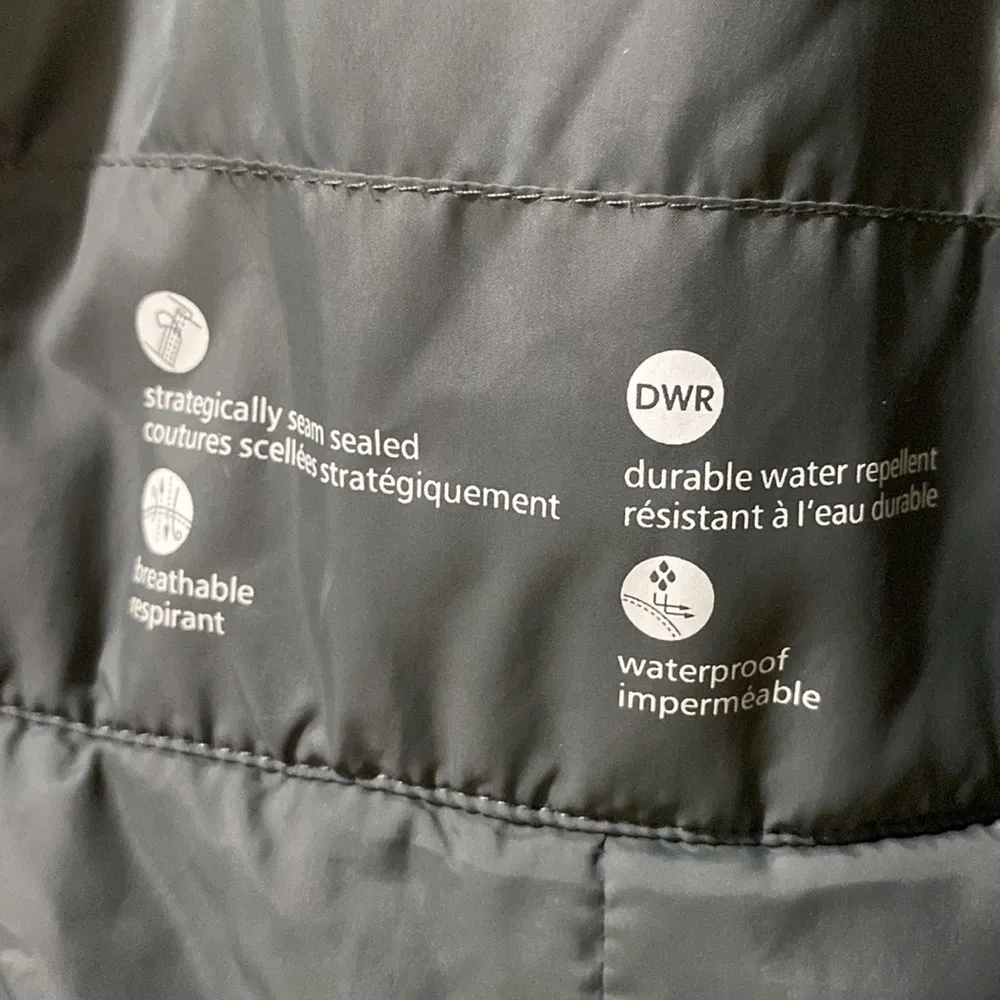 strategically seam sealed
coutures scellées stratégiquement
breathable
respirant
DWR
durable water repellent
résistant à l'eau durable
waterproof
imperméable